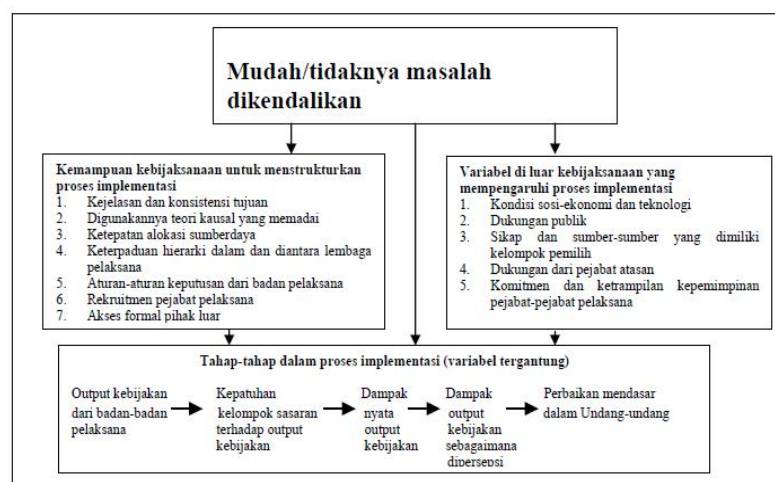 Mudah/tidaknya masalah
dikendalikan
Kemampuan kebijaksanaan untuk menstrukturkan
proses implementasi
1. Kejelasan dan konsistensi tujuan
2. Digunakannya teori kausal yang memadai
3. Ketepatan alokasi sumberdaya
4. Keterpaduan hierarki dalam dan diantara lembaga
pelaksana
5. Aturan-aturan keputusan dari badan pelaksana
6. Rekruitmen pejabat pelaksana
7. Akses formal pihak luar
Variabel di luar kebijaksanaan yang
mempengaruhi proses implementasi
1. Kondisi sosi-ekonomi dan teknologi
2. Dukungan publik
3. Sikap dan sumber-sumber yang dimiliki
kelompok pemilih
4. Dukungan dari pejabat atasan
5. Komitmen dan ketrampilan kepemimpinan
pejabat-pejabat pelaksana
Tahap-tahap dalam proses implementasi (variabel tergantung)
Output kebijakan
dari badan-badan
pelaksana
Kepatuhan
kelompok sasaran
terhadap output
kebijakan
Dampak
nyata
output
kebijakan
Dampak
output
kebijakan
sebagaimana
dipersepsi
Perbaikan mendasar
dalam Undang-undang